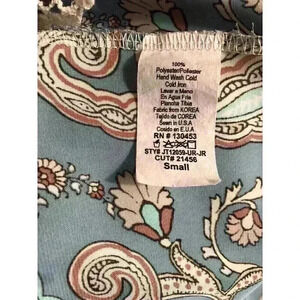 100%
Polyester/Poliester
Hand Wash Cold
Cold Iron
Lavar a Mano
En Agua Fria
Plancha Tibia
Fabric from KOREA
Tejido de COREA
Sewn in U.S.A
Cosido en E.U.A
RN # 130453
STY# JT12059-UR-JR
CUT# 21456
Small